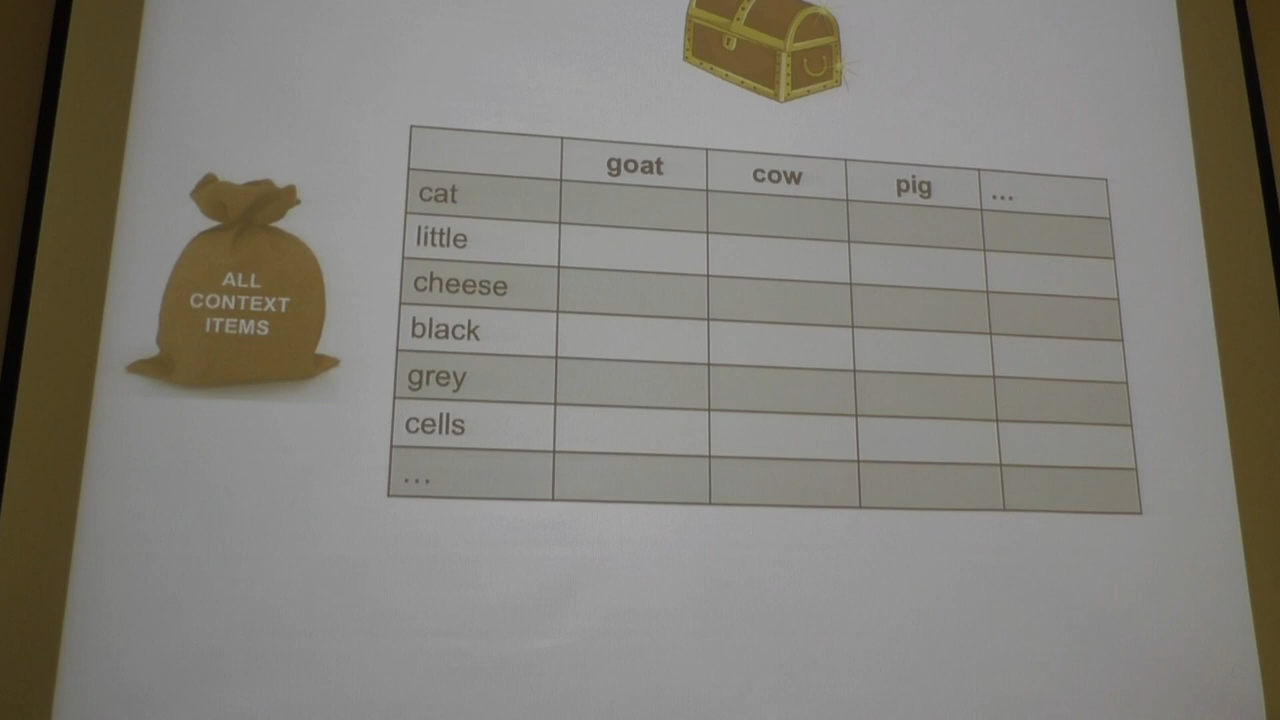 ALL
CONTEXT
ITEMS
goat cow pig ...
cat
little
cheese
black
grey
cells
...